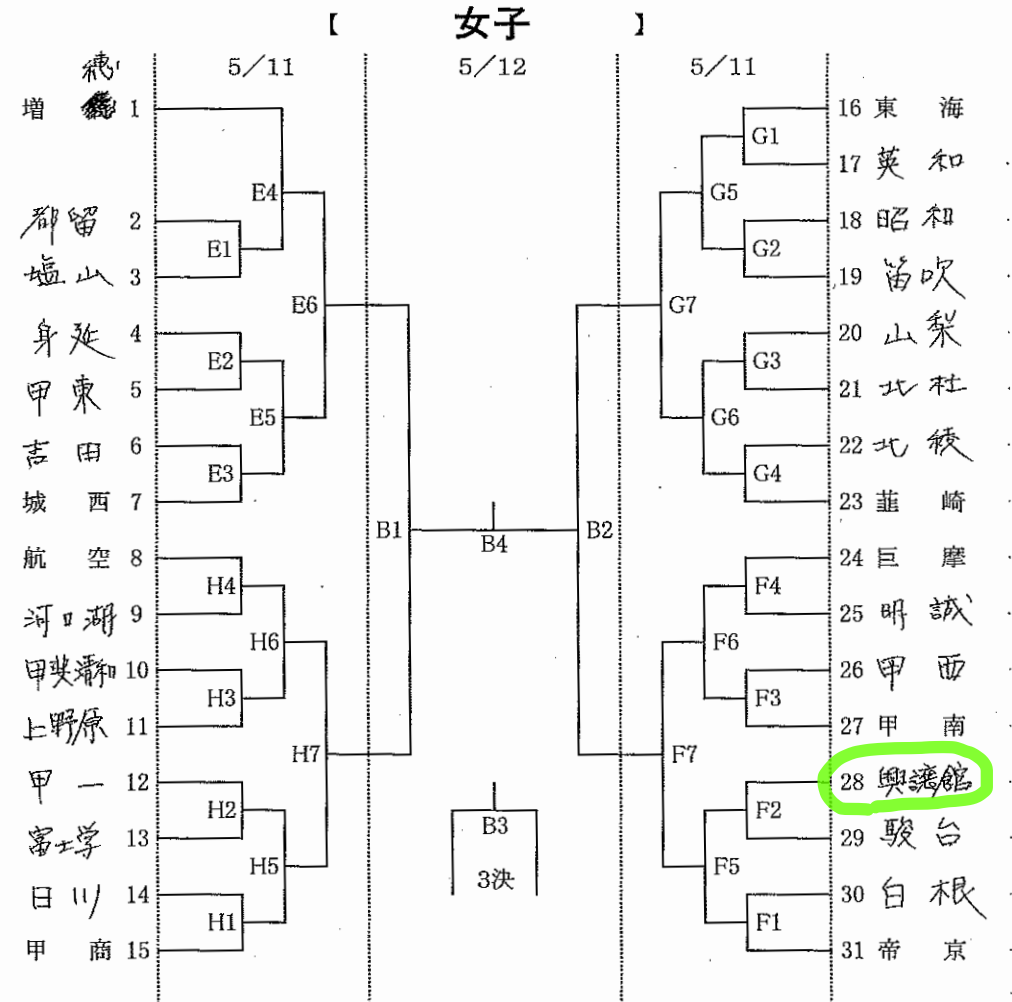 【 女子 】
5/11 5/12 5/11
穂
増 1
都留 2
塩山 3
身延 4
甲東 5
吉田 6
城西 7
航空 8
河口湖 9
甲斐清和 10
上野原 11
甲一 12
富士学 13
日川 14
甲商 15
E4
E1
E6
E2
E5
E3
H4
H6
H3
H7
H2
H5
H1
B1
B4
B2
B3
3決
G1
G5
G2
G7
G3
G6
G4
F4
F6
F3
F7
F2
F5
F1
16 東海
17 英和
18 昭和
19 笛吹
20 山梨
21 北杜
22 北稜
23 韮崎
24 巨摩
25 明誠
26 甲西
27 甲南
28 興譲館
29 駿台
30 白根
31 帝京